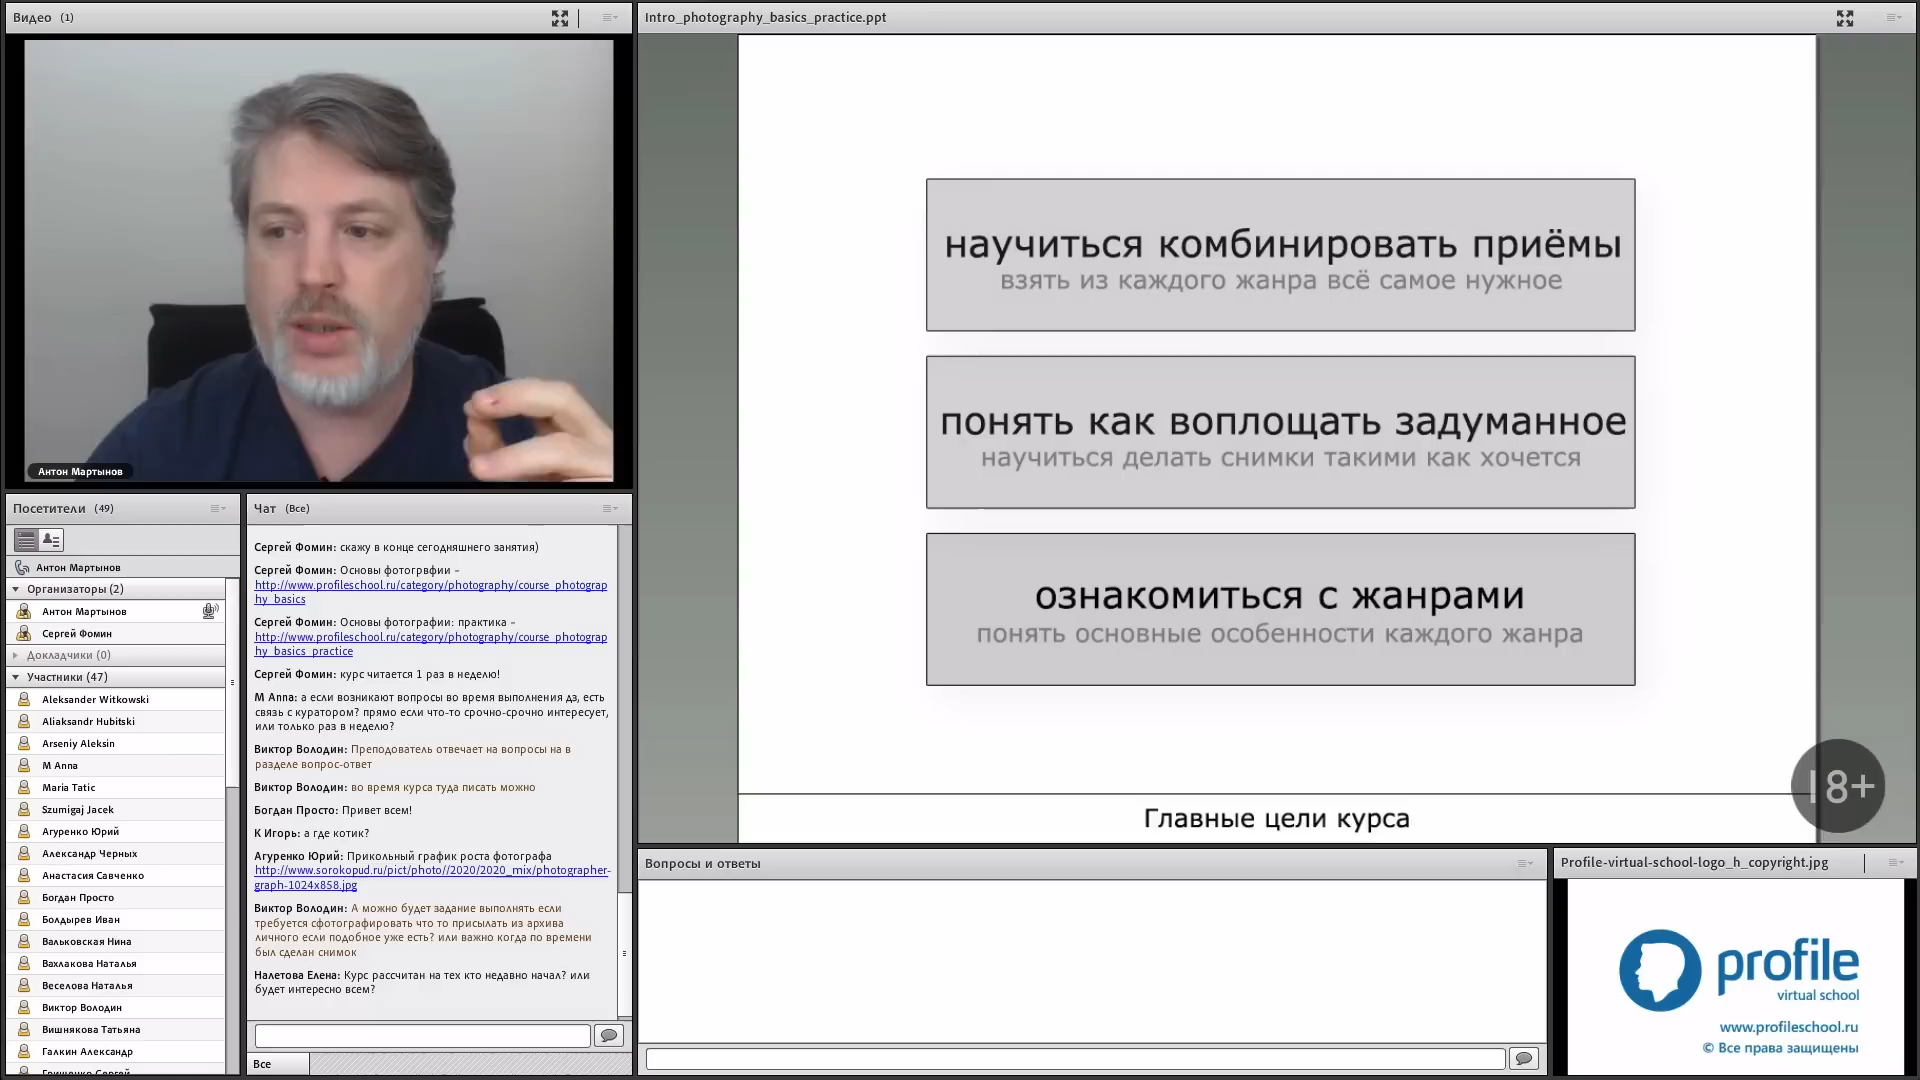 Видео (1)
Антон Мартынов
Посетители (49)
Антон Мартынов
Организаторы (2)
Антон Мартынов
Сергей Фомин
Докладчики (0)
Участники (47)
Aleksander Witkowski
Aliaksandr Hubitski
Arseniy Aleksin
M Anna
Maria Tatic
Szumigaj Jacek
Агуренко Юрий
Александр Черных
Анастасия Савченко
Богдан Просто
Болдырев Иван
Вальковская Нина
Вахлакова Наталья
Веселова Наталья
Виктор Володин
Вишнякова Татьяна
Галкин Александр
Чат (Все)
Сергей Фомин: скажу в конце сегодняшнего занятия)
Сергей Фомин: Основы фотогрвфии –
http://www.profileschool.ru/category/photography/course_photograp
hy_basics
Сергей Фомин: Основы фотографии: практика –
http://www.profileschool.ru/category/photography/course_photograp
hy_basics_practice
Сергей Фомин: курс читается 1 раз в неделю!
M Anna: а если возникают вопросы во время выполнения дз, есть
связь с куратором? прямо если что-то срочно-срочно интересует,
или только раз в неделю?
Виктор Володин: Преподователь отвечает на вопросы на в
разделе вопрос-ответ
Виктор Володин: во время курса туда писать можно
Богдан Просто: Привет всем!
К Игорь: а где котик?
Агуренко Юрий: Прикольный график роста фотографа
http://www.sorokopud.ru/pict/photo//2020/2020_mix/photographer-
graph-1024x858.jpg
Виктор Володин: А можно будет задание выполнять если
требуется сфотографировать что то присылать из архива
личного если подобное уже есть? или важно когда по времени
был сделан снимок
Налетова Елена: Курс рассчитан на тех кто недавно начал? или
будет интересно всем?
Все
Intro_photography_basics_practice.ppt
научиться комбинировать приёмы
взять из каждого жанра всё самое нужное
понять как воплощать задуманное
научиться делать снимки такими как хочется
ознакомиться с жанрами
понять основные особенности каждого жанра
18+
Главные цели курса
Вопросы и ответы
Profile-virtual-school-logo_h_copyright.jpg
profile
virtual school
www.profileschool.ru
© Все права защищены